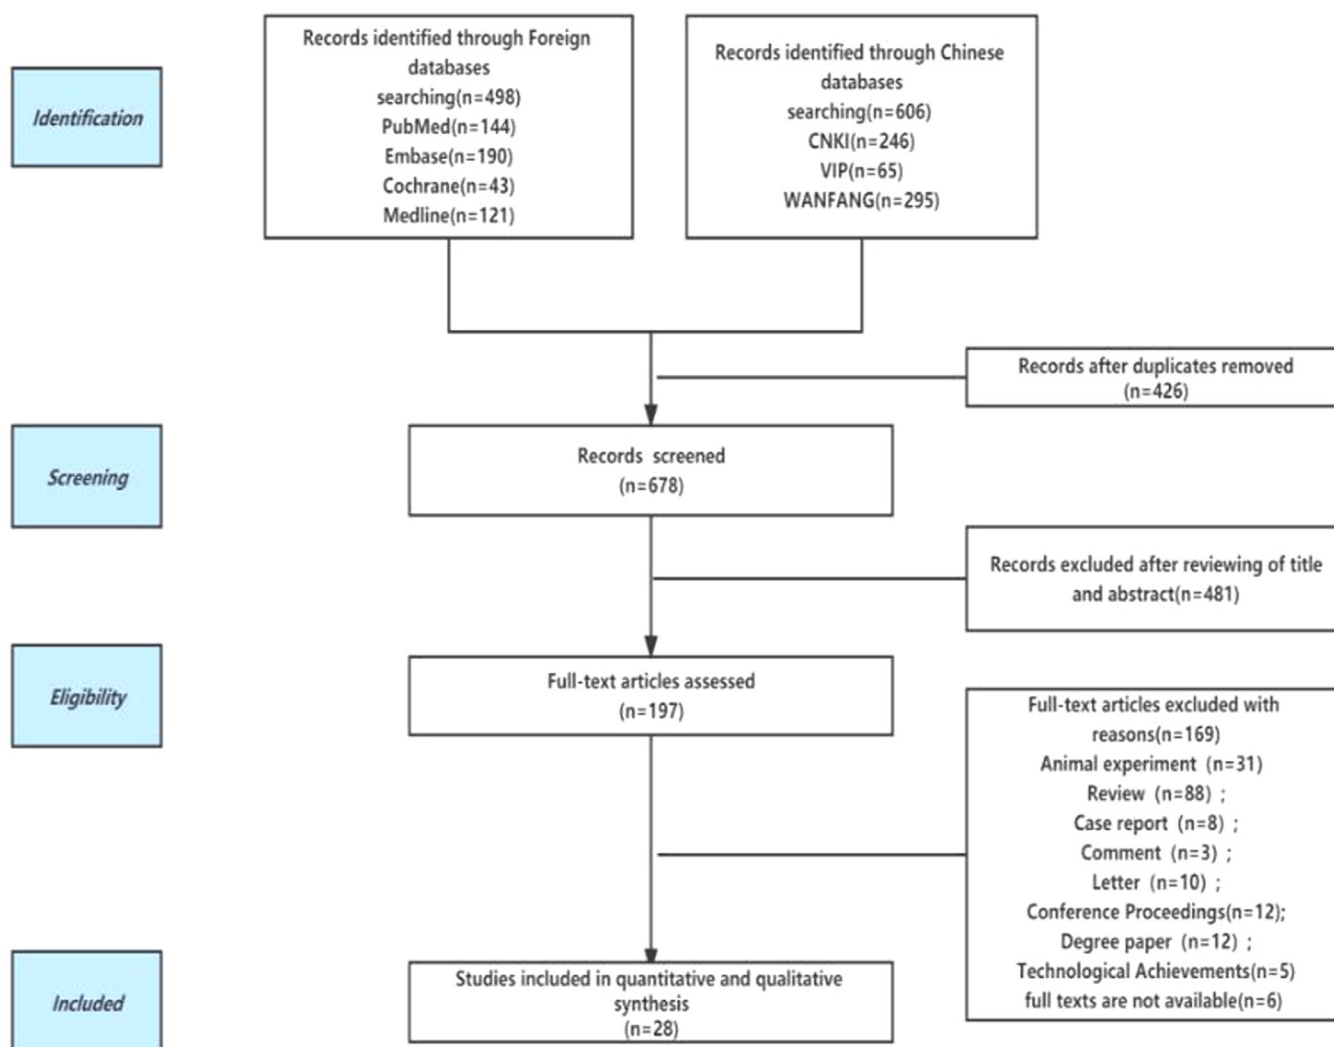 Identification
Records identified through Foreign
databases
searching(n=498)
PubMed(n=144)
Embase(n=190)
Cochrane(n=43)
Medline(n=121)
Records identified through Chinese
databases
searching(n=606)
CNKI(n=246)
VIP(n=65)
WANFANG(n=295)
Records after duplicates removed
(n=426)
Screening
Records screened
(n=678)
Records excluded after reviewing of title
and abstract(n=481)
Eligibility
Full-text articles assessed
(n=197)
Full-text articles excluded with
reasons(n=169)
Animal experiment (n=31)
Review (n=88) ;
Case report (n=8) ;
Comment (n=3) ;
Letter (n=10) ;
Conference Proceedings(n=12);
Degree paper (n=12) ;
Technological Achievements(n=5)
full texts are not available(n=6)
Included
Studies included in quantitative and qualitative
synthesis
(n=28)